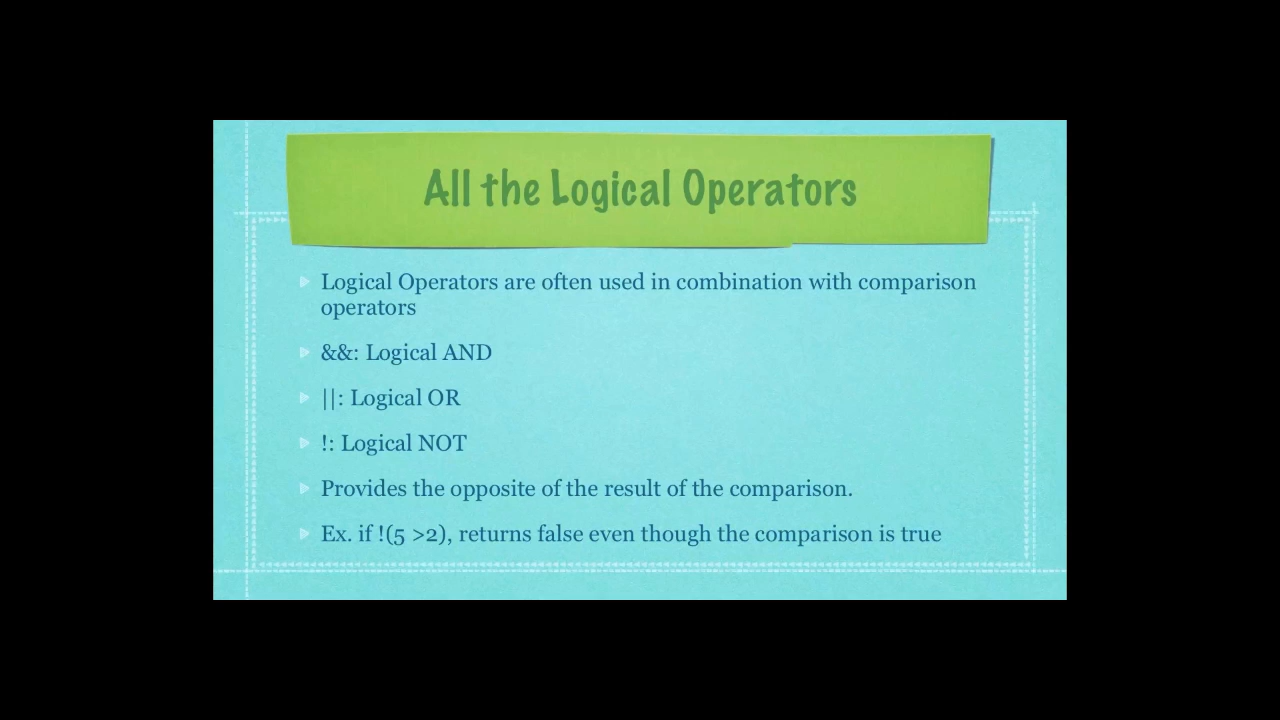 All the Logical Operators
Logical Operators are often used in combination with comparison
operators
&&: Logical AND
||: Logical OR
!: Logical NOT
Provides the opposite of the result of the comparison.
Ex. if !(5 >2), returns false even though the comparison is true